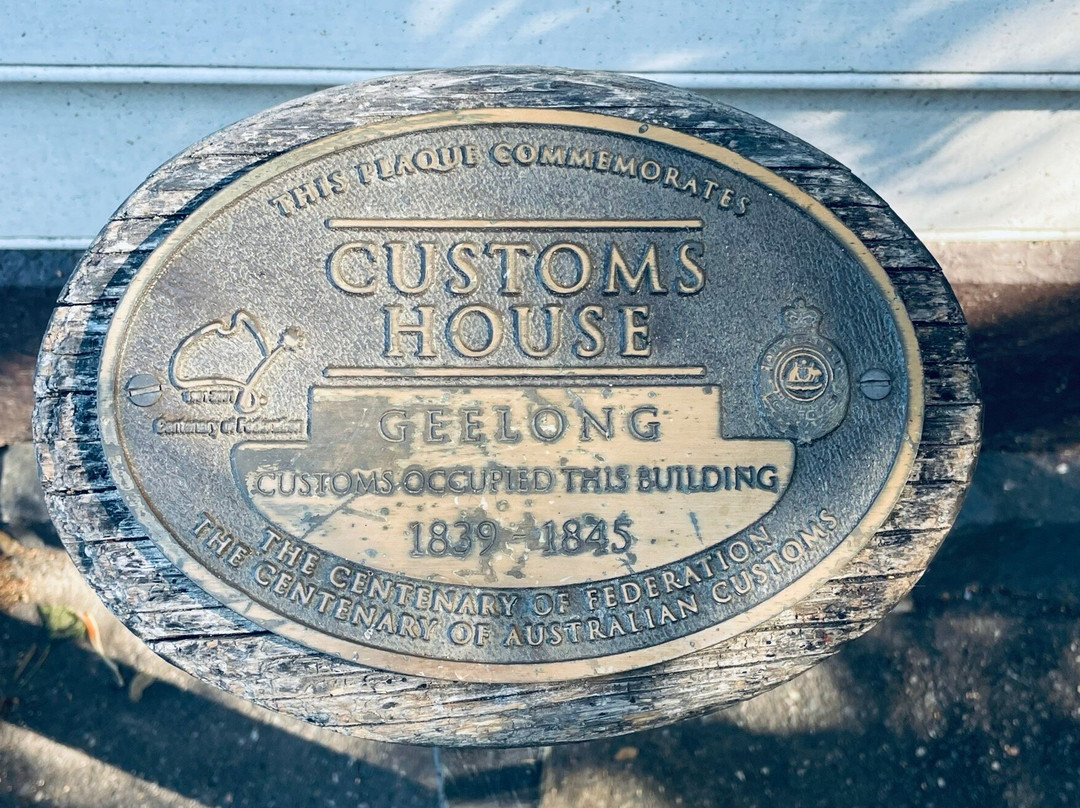 THIS PLAQUE COMMEMORATES
CUSTOMS
HOUSE
Centenary of Federation
GEELONG
CUSTOMS OCCUPIED THIS BUILDING
1839 - 1845
THE CENTENARY OF FEDERATION
THE CENTENARY OF AUSTRALIAN CUSTOMS